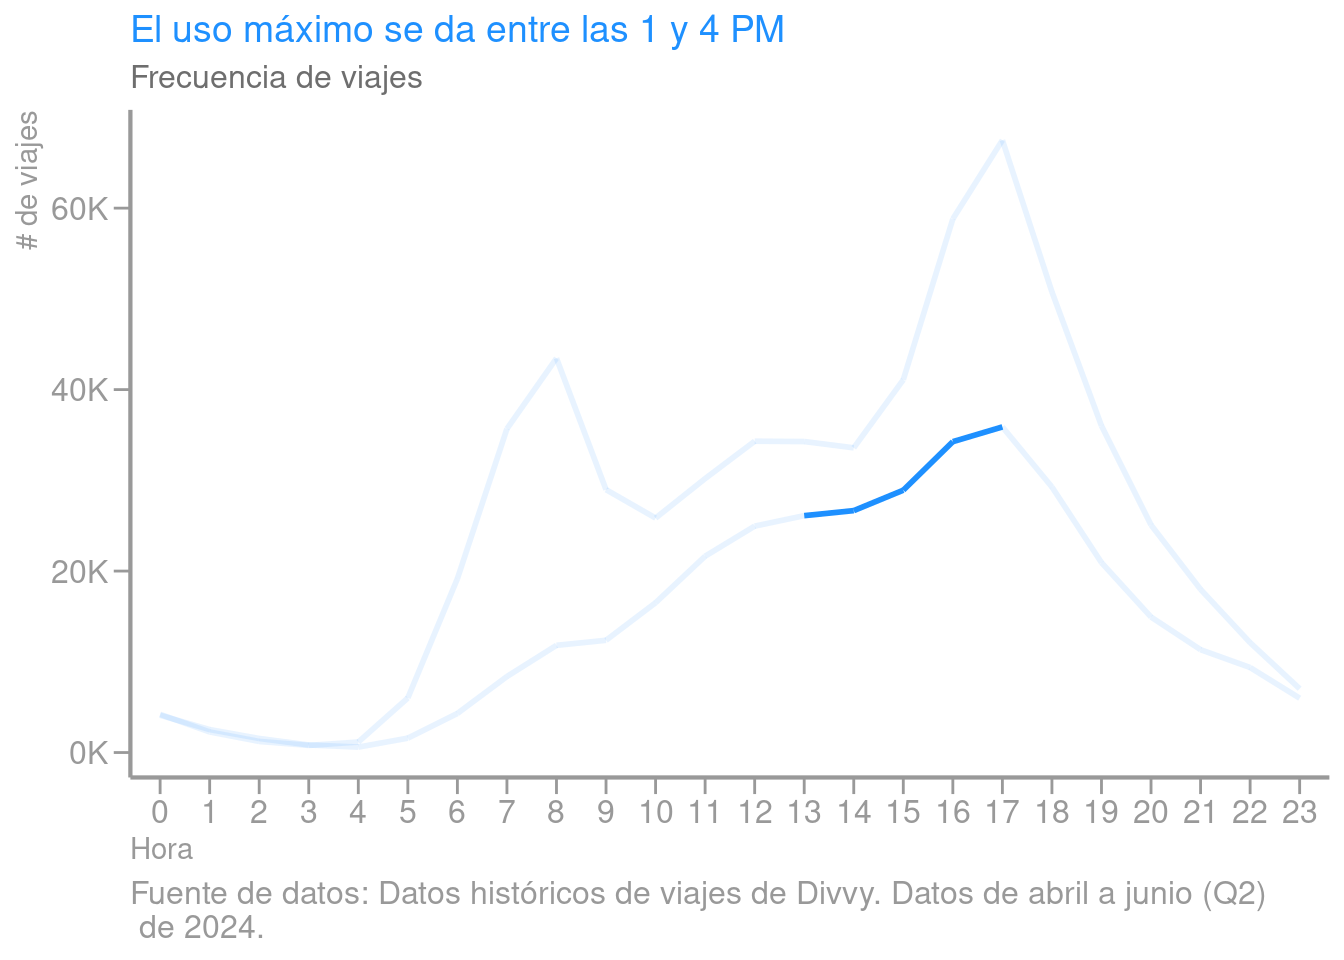 El uso máximo se da entre las 1 y 4 PM
Frecuencia de viajes
# de viajes
60K
40K
20K
0K
0 1 2 3 4 5 6 7 8 9 10 11 12 13 14 15 16 17 18 19 20 21 22 23
Hora
Fuente de datos: Datos históricos de viajes de Divvy. Datos de abril a junio (Q2)
de 2024.